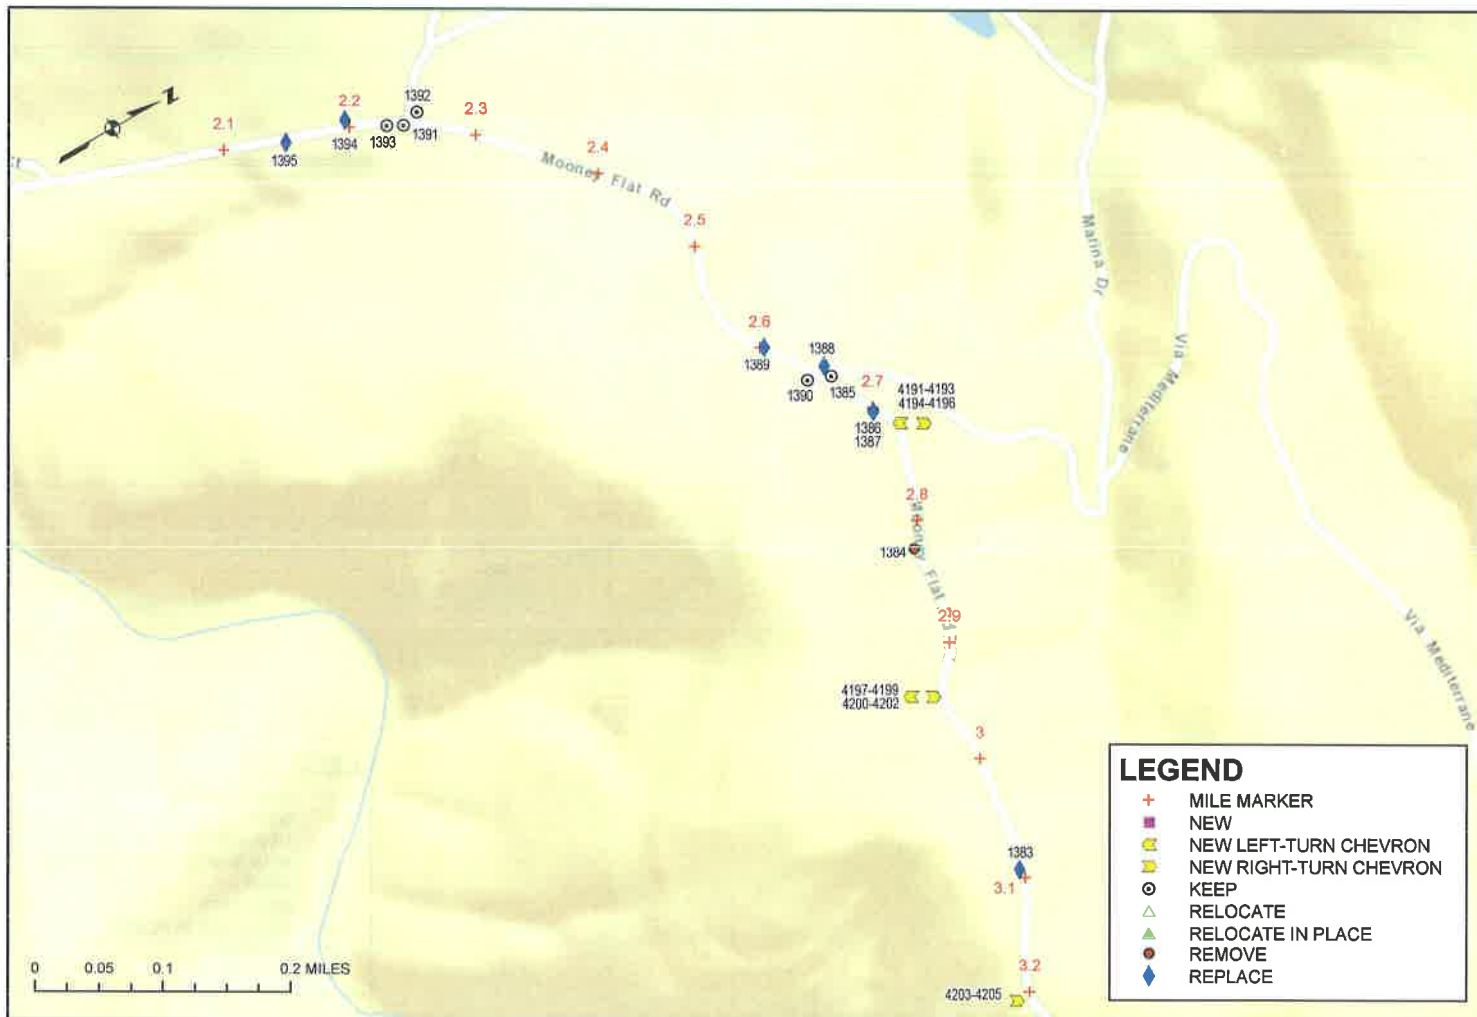 1392
2.2
2.3
2.1
Z
1395
1394
1393
1391
2.4
Mooney Flat Rd
2.5
Marina Dr
2.6
1389
1388
1390
1385
2.7
1386
1387
4191-4193
4194-4196
Via Mediterrane
2.8
Mooney Flat
1384
2.9
Via Mediterrane
4197-4199
4200-4202
3
1383
3.1
3.2
4203-4205
0 0.05 0.1 0.2 MILES
LEGEND
MILE MARKER
NEW
NEW LEFT-TURN CHEVRON
NEW RIGHT-TURN CHEVRON
KEEP
RELOCATE
RELOCATE IN PLACE
REMOVE
REPLACE